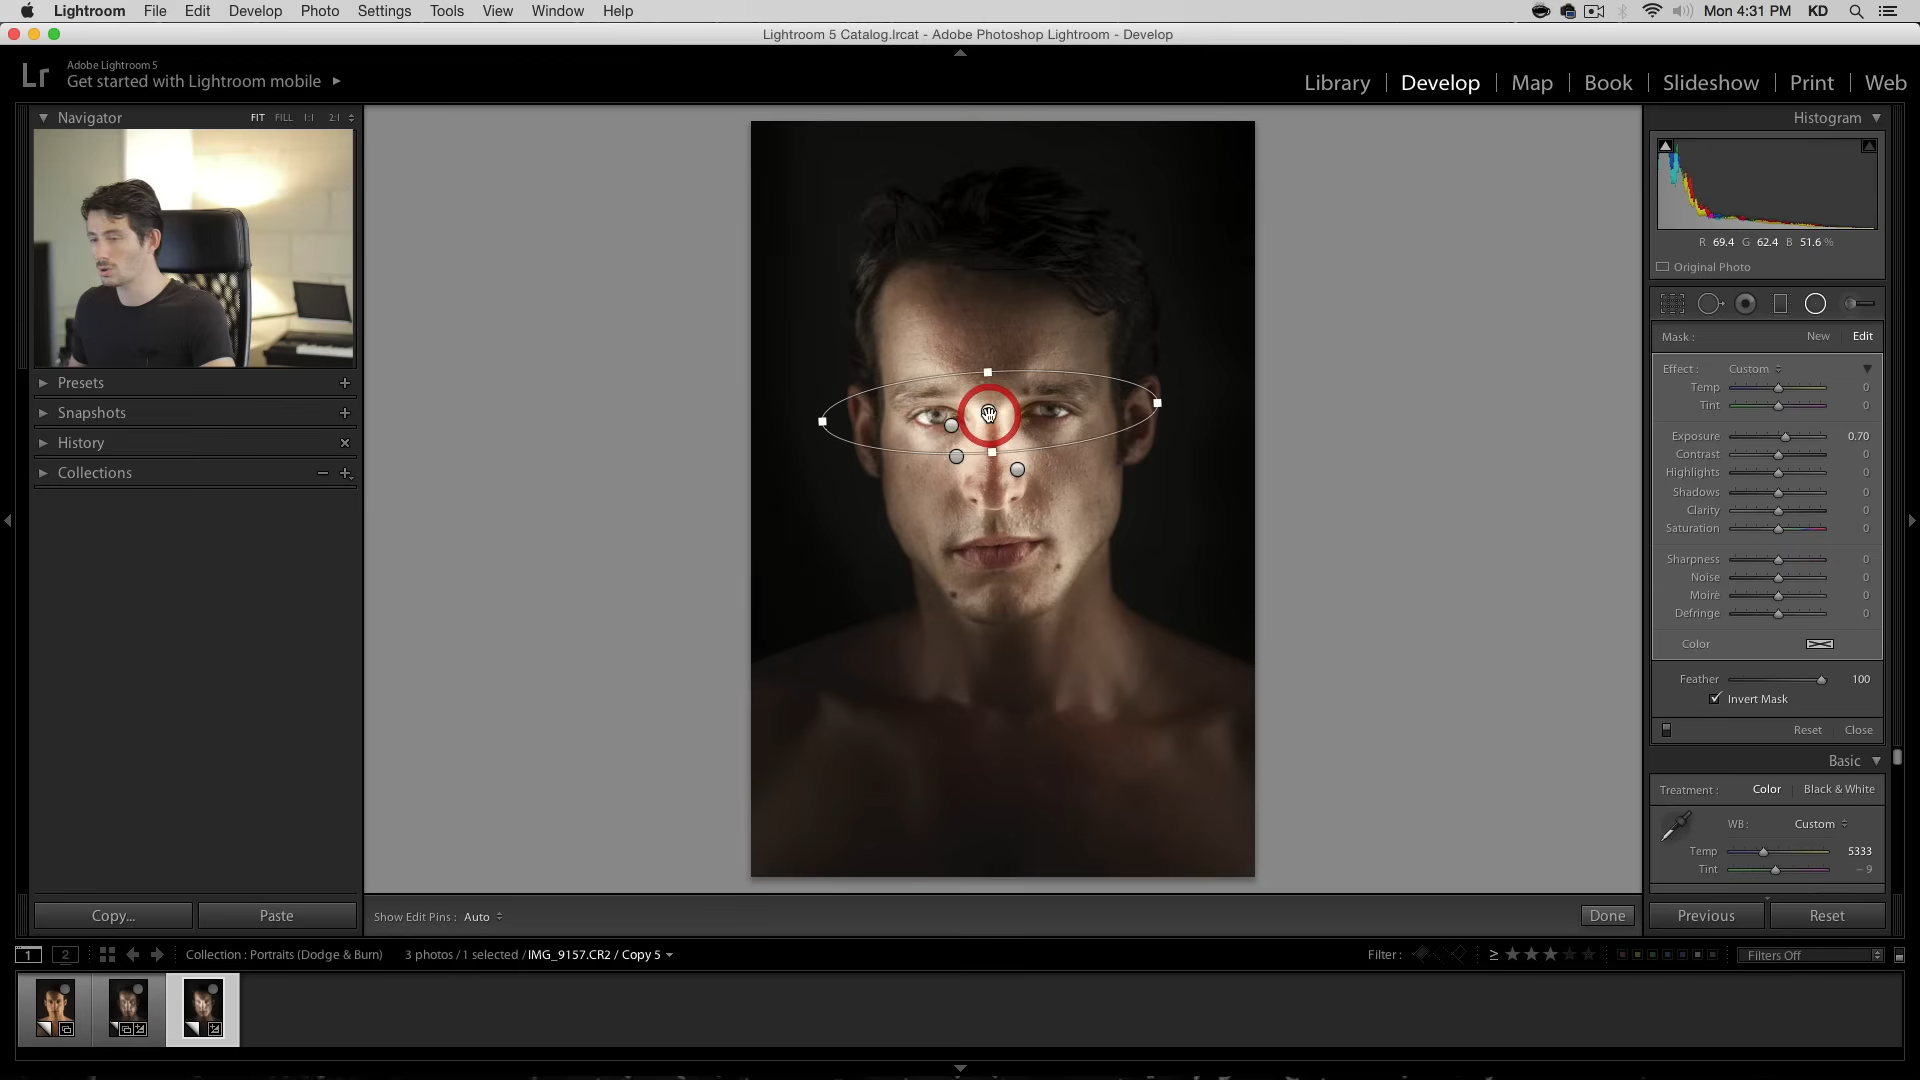 Lightroom File Edit Develop Photo Settings Tools View Window Help Mon 4:31 PM KD
Lightroom 5 Catalog.lrcat - Adobe Photoshop Lightroom - Develop
Lr
Adobe Lightroom 5
Get started with Lightroom mobile
Library | Develop | Map | Book | Slideshow | Print | Web
Navigator FIT FILL 1:1 2:1
Presets
Snapshots
History
Collections
Copy... Paste
Show Edit Pins : Auto
Done
Histogram
R 69.4 G 62.4 B 51.6 %
Original Photo
Mask : New Edit
Effect : Custom
Temp 0
Tint 0
Exposure 0.70
Contrast 0
Highlights 0
Shadows 0
Clarity 0
Saturation 0
Sharpness 0
Noise 0
Moirè 0
Defringe 0
Color
Feather 100
Invert Mask
Reset Close
Basic
Treatment : Color Black & White
WB : Custom
Temp 5333
Tint – 9
Previous Reset
1 2 Collection : Portraits (Dodge & Burn) 3 photos / 1 selected / IMG_9157.CR2 / Copy 5 Filter : ≥ Filters Off